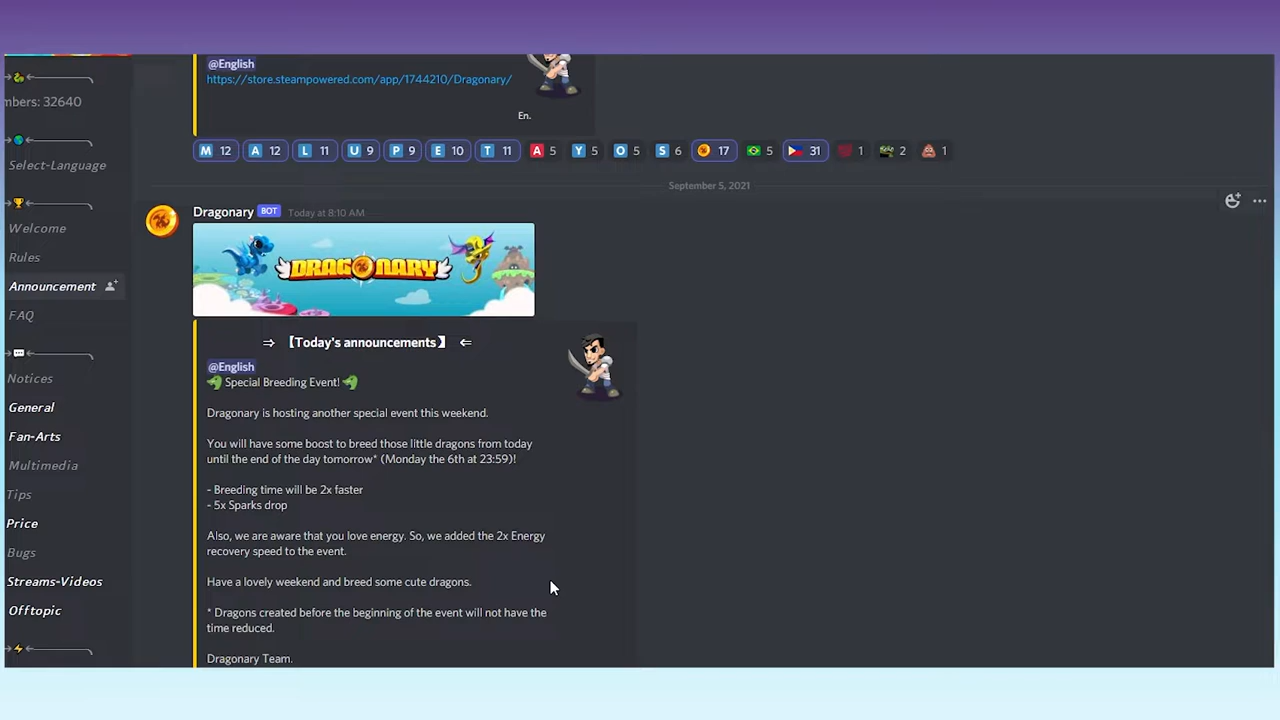 @English
https://store.steampowered.com/app/1744210/Dragonary/
En.
M 12 A 12 L 11 U 9 P 9 E 10 T 11 A 5 Y 5 O 5 S 6 17 5 31 1 2 1
September 5, 2021
mbers: 32640
Select-Language
Welcome
Rules
Announcement
FAQ
Notices
General
Fan-Arts
Multimedia
Tips
Price
Bugs
Streams-Videos
Offtopic
Dragonary BOT Today at 8:10 AM
DRAGONARY
⇒ 【Today's announcements】 ⇐
@English
Special Breeding Event!
Dragonary is hosting another special event this weekend.
You will have some boost to breed those little dragons from today
until the end of the day tomorrow* (Monday the 6th at 23:59)!
- Breeding time will be 2x faster
- 5x Sparks drop
Also, we are aware that you love energy. So, we added the 2x Energy
recovery speed to the event.
Have a lovely weekend and breed some cute dragons.
* Dragons created before the beginning of the event will not have the
time reduced.
Dragonary Team.